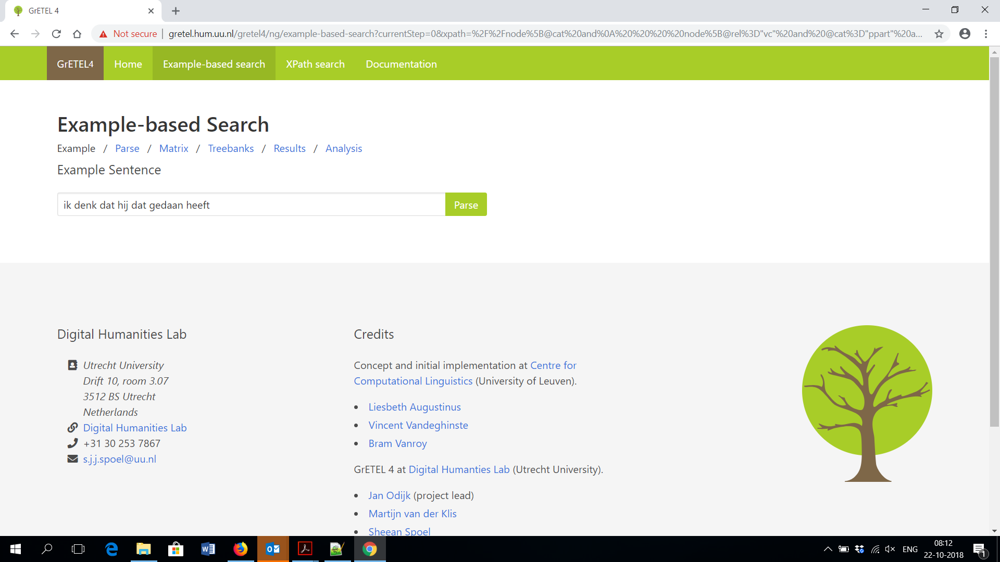 GrETEL 4
Not secure | gretel.hum.uu.nl/gretel4/ng/example-based-search?currentStep=0&xpath=%2F%2Fnode%5B@cat%20and%0A%20%20%20%20node%5B@rel%3D"vc"%20and%20@cat%3D"ppart"%20a...
GrETEL4 Home Example-based search XPath search Documentation
Example-based Search
Example / Parse / Matrix / Treebanks / Results / Analysis
Example Sentence
ik denk dat hij dat gedaan heeft Parse
Digital Humanities Lab
Utrecht University
Drift 10, room 3.07
3512 BS Utrecht
Netherlands
Digital Humanities Lab
+31 30 253 7867
s.j.j.spoel@uu.nl
Credits
Concept and initial implementation at Centre for
Computational Linguistics (University of Leuven).
• Liesbeth Augustinus
• Vincent Vandeghinste
• Bram Vanroy
GrETEL 4 at Digital Humanties Lab (Utrecht University).
• Jan Odijk (project lead)
• Martijn van der Klis
• Sheean Spoel
ENG
08:12
22-10-2018
1